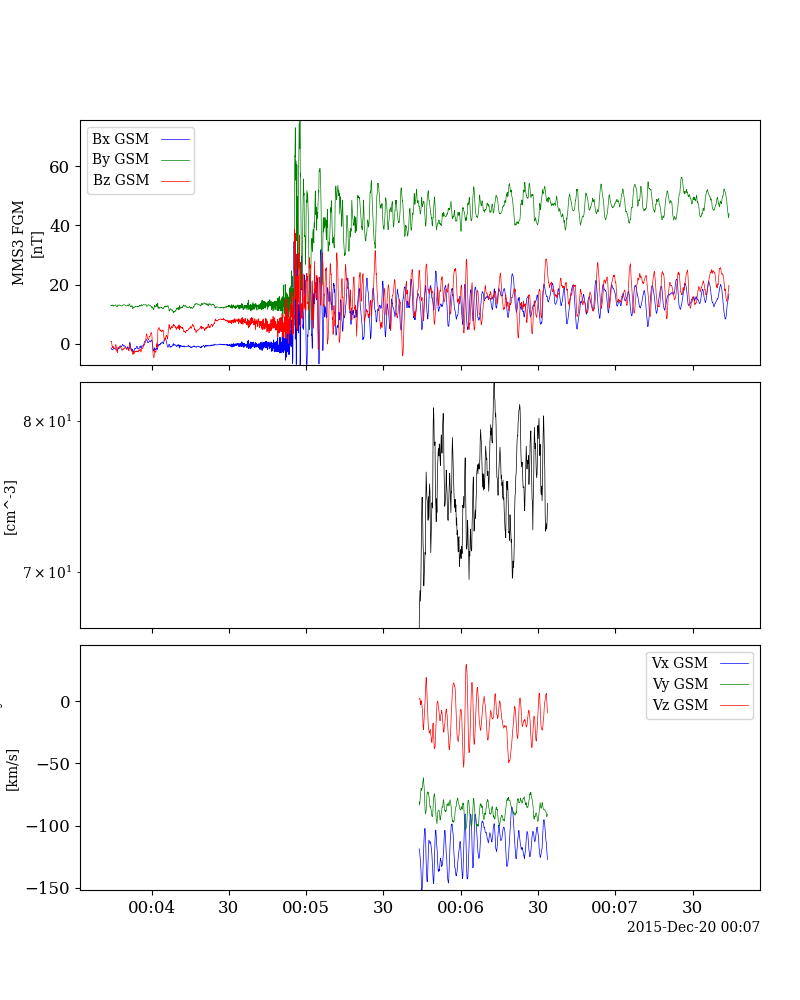 MMS3 FGM
[nT]
Bx GSM
By GSM
Bz GSM
60
40
20
0
[cm^-3]
8×10¹
7×10¹
[km/s]
Vx GSM
Vy GSM
Vz GSM
0
−50
−100
−150
00:04 30 00:05 30 00:06 30 00:07 30
2015-Dec-20 00:07